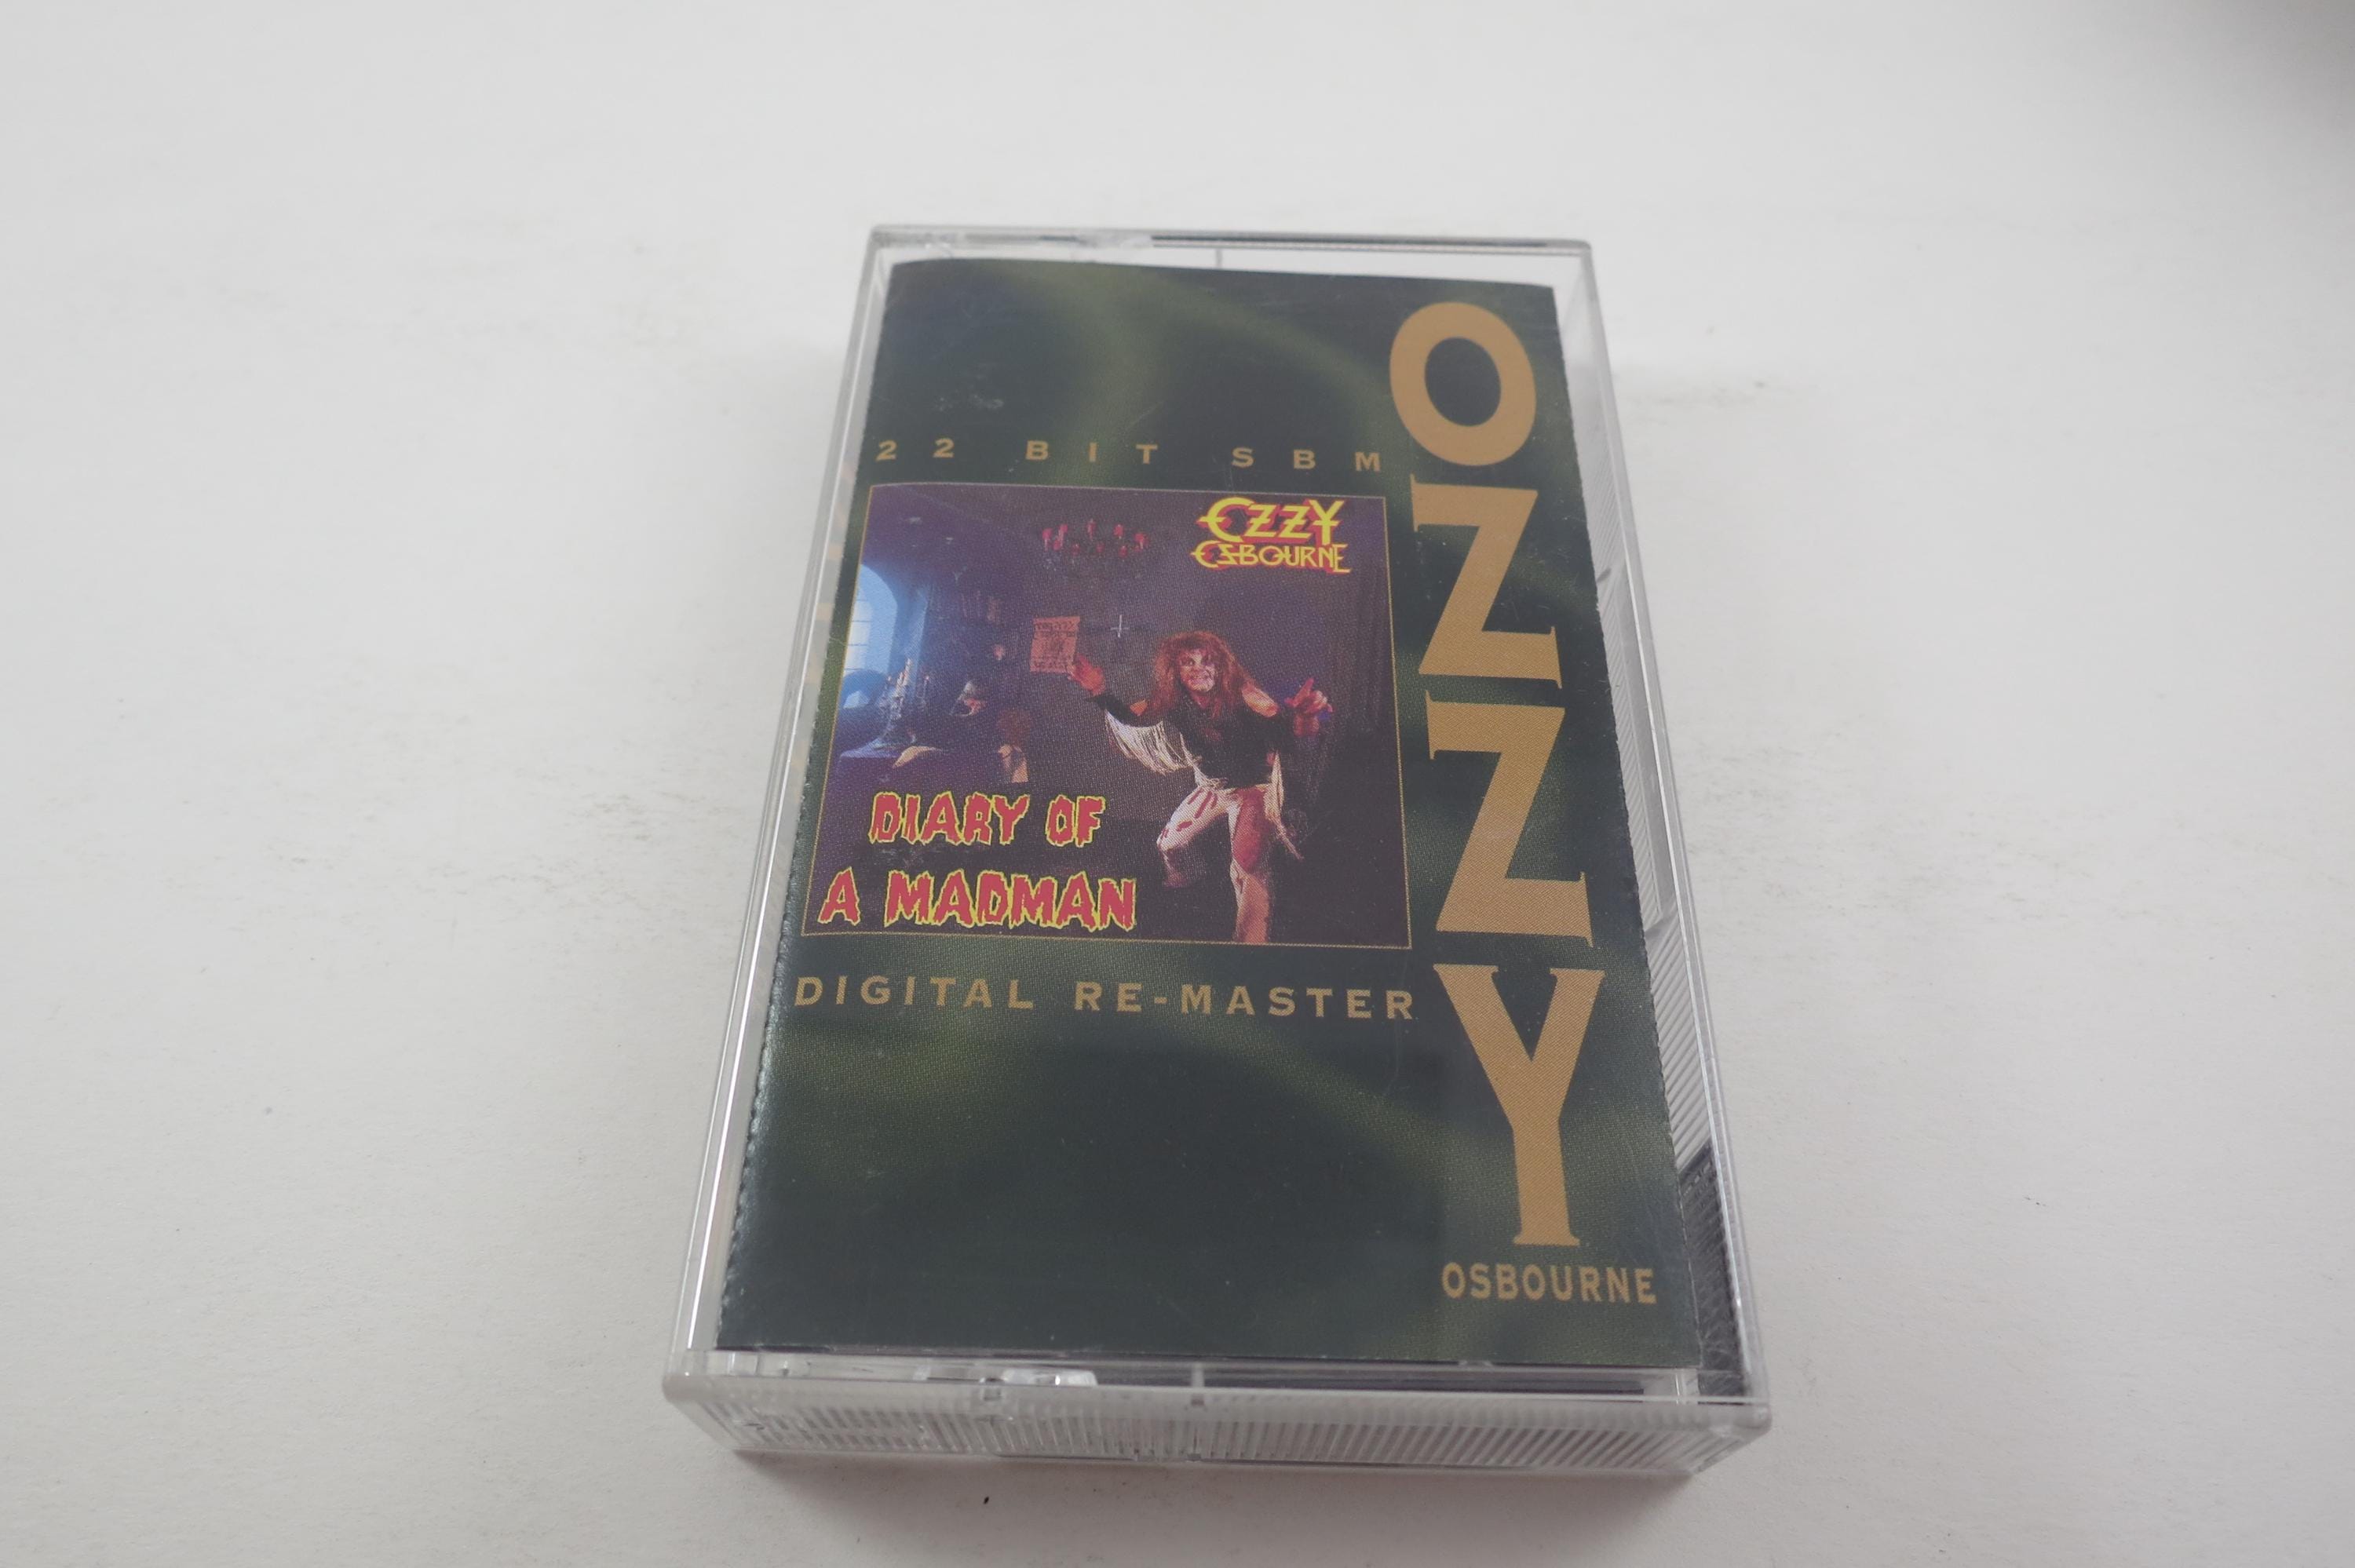 22 BIT SBM
OZZY
OSBOURNE
DIARY OF
A MADMAN
DIGITAL RE-MASTER
OZZY
OSBOURNE